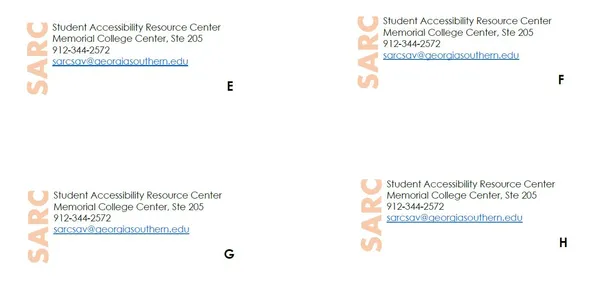 SARC
Student Accessibility Resource Center
Memorial College Center, Ste 205
912-344-2572
sarcsav@georgiasouthern.edu
E
SARC
Student Accessibility Resource Center
Memorial College Center, Ste 205
912-344-2572
sarcsav@georgiasouthern.edu
F
SARC
Student Accessibility Resource Center
Memorial College Center, Ste 205
912-344-2572
sarcsav@georgiasouthern.edu
G
SARC
Student Accessibility Resource Center
Memorial College Center, Ste 205
912-344-2572
sarcsav@georgiasouthern.edu
H